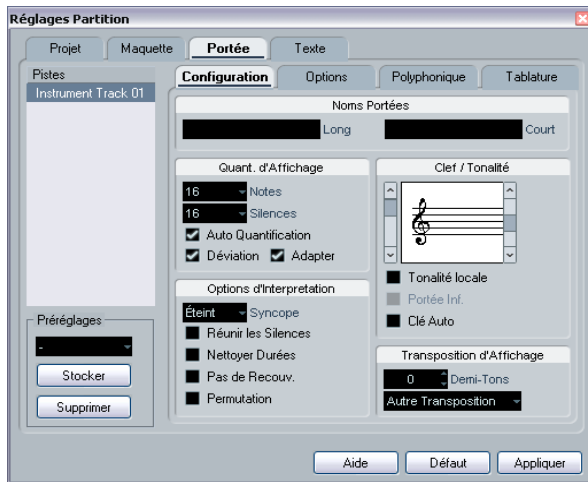 Réglages Partition
Projet Maquette Portée Texte
Pistes
Instrument Track 01
Configuration Options Polyphonique Tablature
Noms Portées
Long Court
Quant. d'Affichage
16 Notes
16 Silences
Auto Quantification
Déviation Adapter
Clef / Tonalité
Tonalité locale
Portée Inf.
Clé Auto
Options d'Interpretation
Éteint Syncope
Réunir les Silences
Nettoyer Durées
Pas de Recouv.
Permutation
Transposition d'Affichage
0 Demi-Tons
Autre Transposition
Préréglages
-
Stocker
Supprimer
Aide Défaut Appliquer